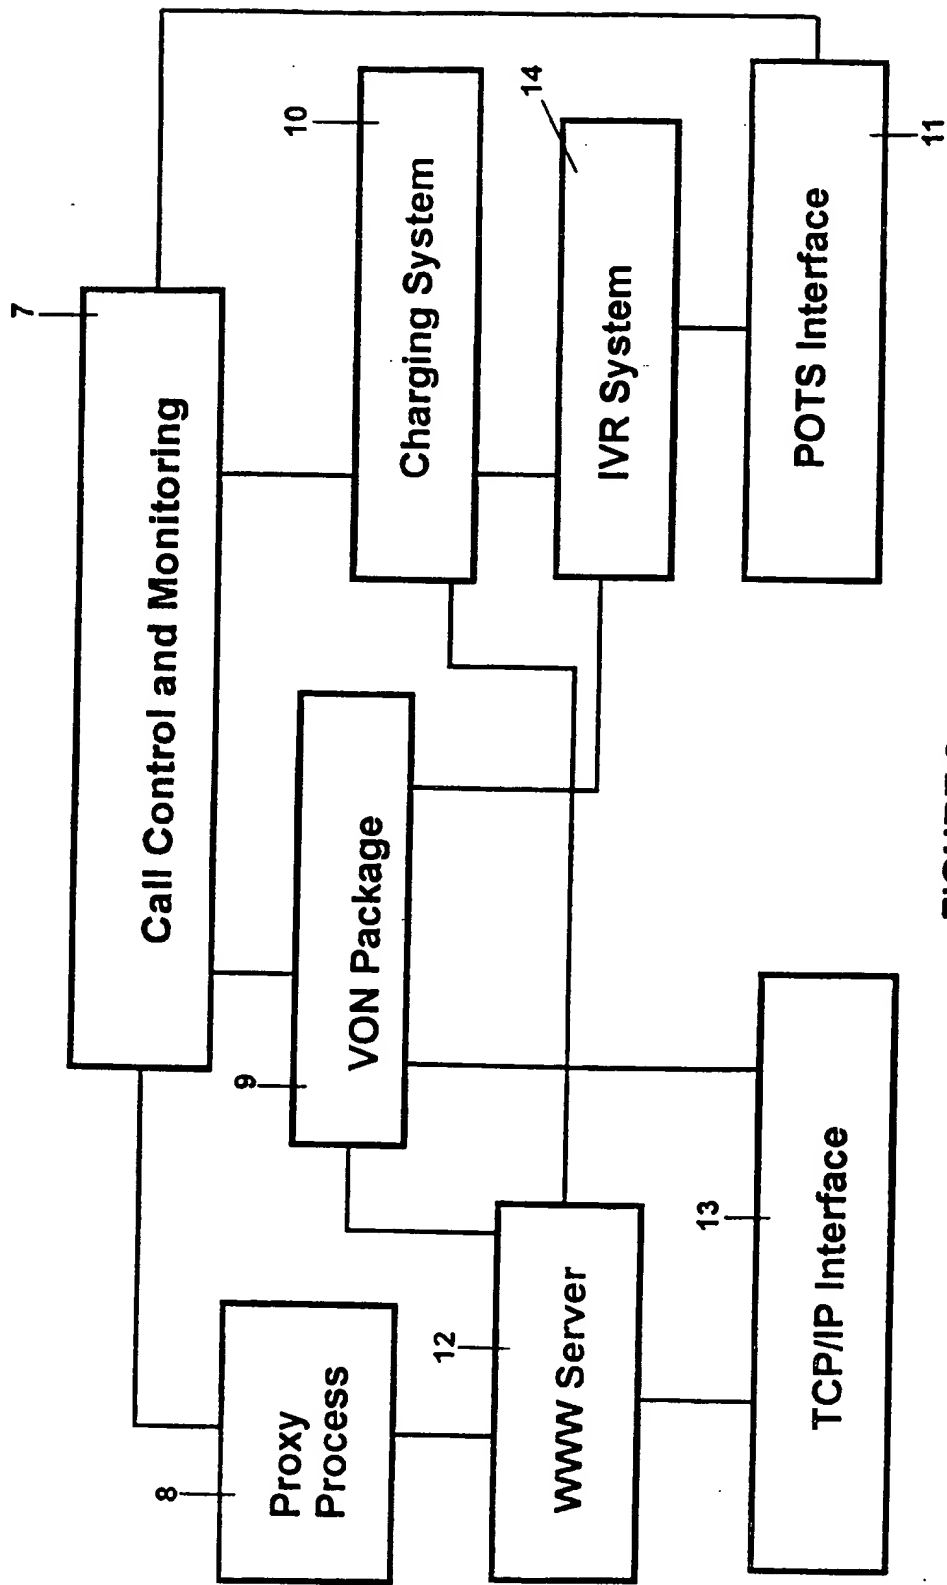 7
Call Control and Monitoring
8
Proxy
Process
9
VON Package
10
Charging System
12
WWW Server
14
IVR System
13
TCP/IP Interface
POTS Interface
11